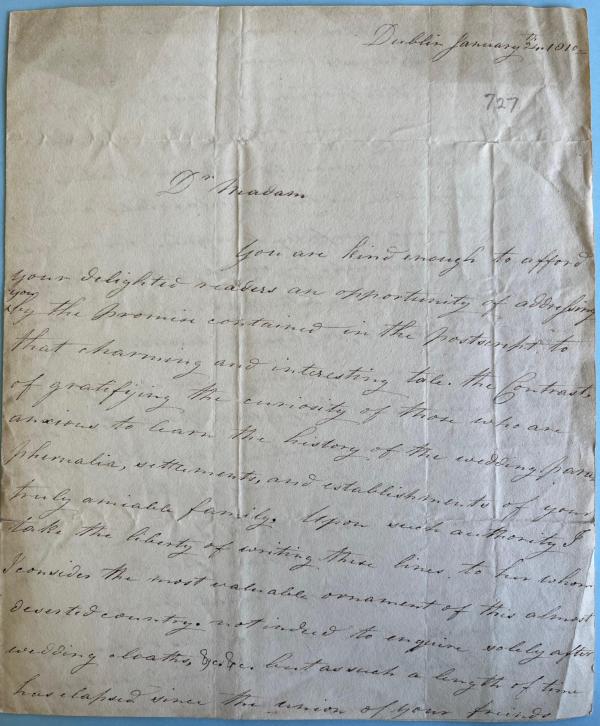 Dublin January 24th 1810
727
Dr Madam
You are kind enough to afford
your delighted readers an opportunity of addressing
you
by the Promise contained in the postscript to
that charming and interesting tale. the Contrast
of gratifying the curiosity of those who are
anxious to learn the history of the wedding para
phernalia, settlements, and establishments of your
truly amiable family. Upon such authority I
take the liberty of writing these lines to her whom
I consider the most valuable ornament of this almost
deserted country. not indeed to enquire solely after
wedding cloaths, &c &c. but as such a length of time
has elapsed since the union of your friends